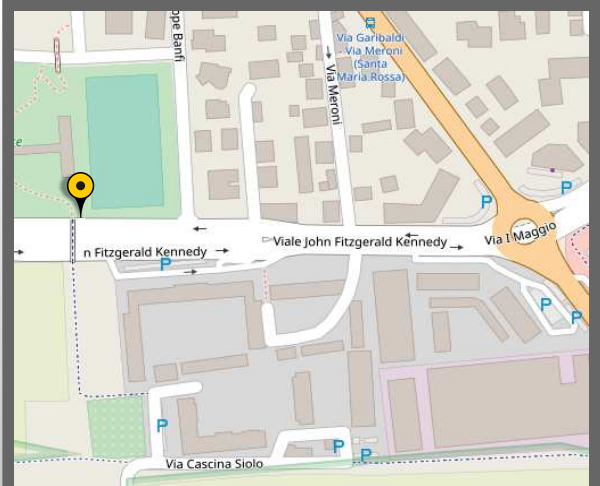 ppe Banfi
Via Garibaldi
- Via Meroni
(Santa
Maria Rossa)
Via Meroni
e
P
P
n Fitzgerald Kennedy
Viale John Fitzgerald Kennedy
Via I Maggio
P
P
P
P
P
P
Via Cascina Siolo